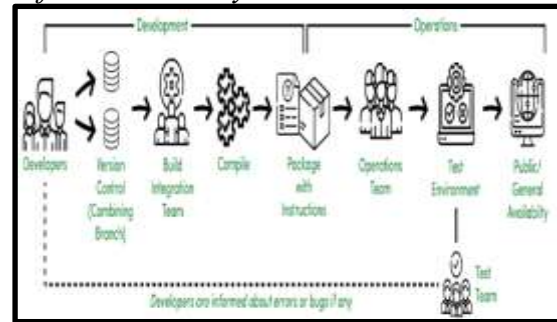 Development
Operations
Developers
Version
Control
(Combining
Branch)
Build
Integration
Team
Compile
Package
with
Instructions
Operations
Team
Test
Environment
Public/
General
Availability
Test
Team
Developers are informed about errors or bugs if any